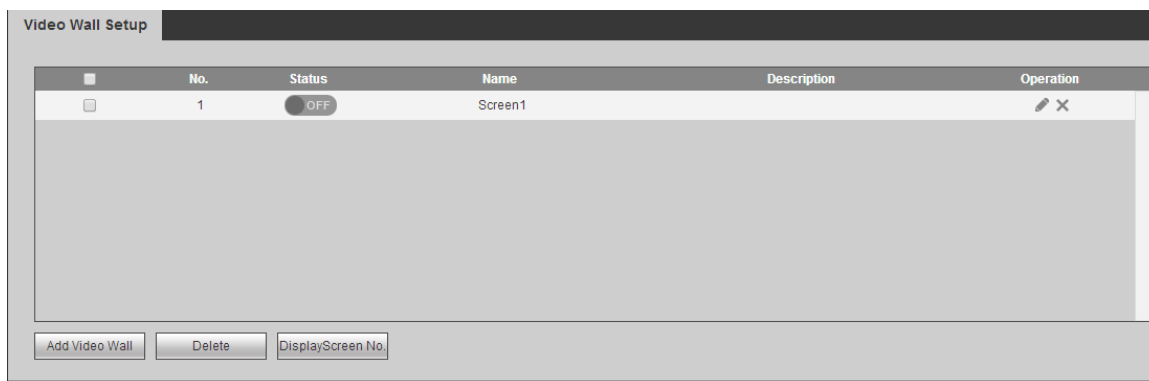 Video Wall Setup
No. Status Name Description Operation
1 OFF Screen1
Add Video Wall Delete DisplayScreen No.